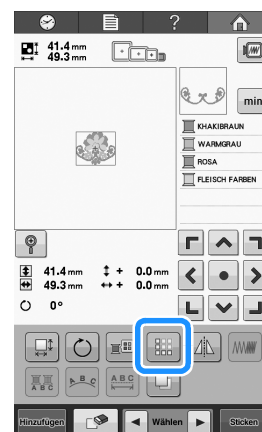 ?
41.4 mm
49.3 mm
min
KHAKIBRAUN
WARMGRAU
ROSA
FLEISCH FARBEN
41.4 mm + 0.0 mm
49.3 mm + 0.0 mm
0°
A B C A B C A B C
Hinzufügen Wählen Sticken